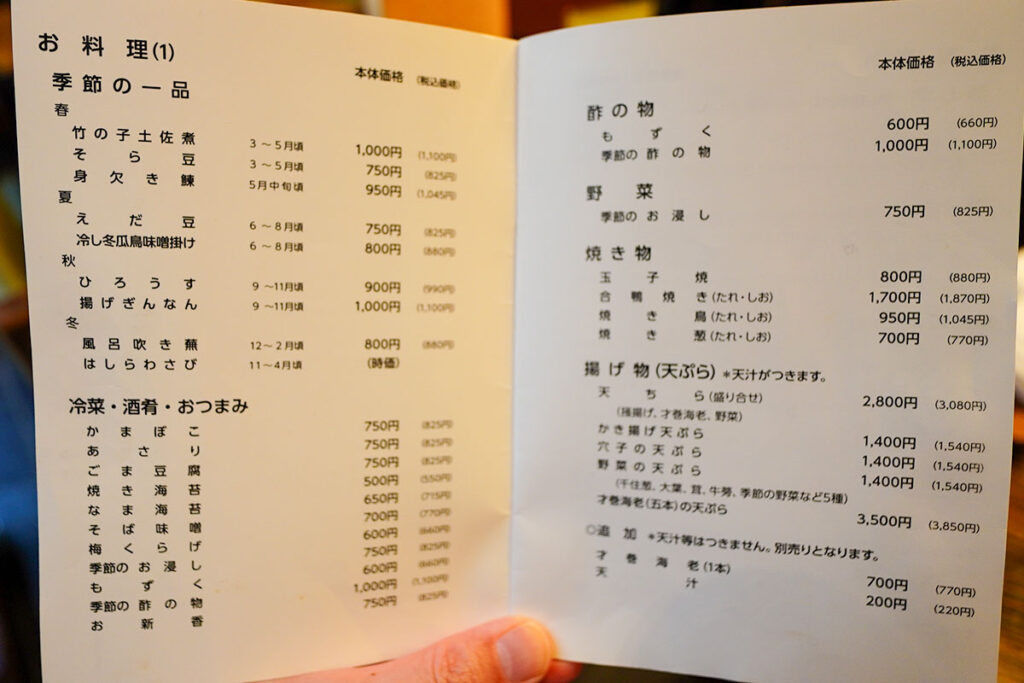 お料理(1)
本体価格 (税込価格)
季節の一品
春
竹の子土佐煮 3~5月頃 1,000円 (1,100円)
そら豆 3~5月頃 750円 (825円)
身欠き鰊 5月中旬頃 950円 (1,045円)
夏
えだ豆 6~8月頃 750円 (825円)
冷し冬瓜鳥味噌掛け 6~8月頃 800円 (880円)
秋
ひろうす 9~11月頃 900円 (990円)
揚げぎんなん 9~11月頃 1,000円 (1,100円)
冬
風呂吹き蕪 12~2月頃 800円 (880円)
はしらわさび 11~4月頃 (時価)
冷菜・酒肴・おつまみ
かまぼこ 750円 (825円)
あさり 750円 (825円)
ごま豆腐 750円 (825円)
焼き海苔 500円 (550円)
なま海苔 650円 (715円)
そば味噌 700円 (770円)
梅くらげ 600円 (660円)
季節のお浸し 750円 (825円)
もずく 600円 (660円)
季節の酢の物 1,000円 (1,100円)
お新香 750円 (825円)
本体価格 (税込価格)
酢の物
もずく 600円 (660円)
季節の酢の物 1,000円 (1,100円)
野菜
季節のお浸し 750円 (825円)
焼き物
玉子焼 800円 (880円)
合鴨焼き(たれ・しお) 1,700円 (1,870円)
焼き鳥(たれ・しお) 950円 (1,045円)
焼き葱(たれ・しお) 700円 (770円)
揚げ物(天ぷら) *天汁がつきます。
天ちら(盛り合せ) 2,800円 (3,080円)
(掻揚げ、才巻海老、野菜)
かき揚げ天ぷら 1,400円 (1,540円)
穴子の天ぷら 1,400円 (1,540円)
野菜の天ぷら 1,400円 (1,540円)
(千住葱、大葉、茸、牛蒡、季節の野菜など5種)
才巻海老(五本)の天ぷら 3,500円 (3,850円)
○追加 *天汁等はつきません。別売りとなります。
才巻海老(1本) 700円 (770円)
天汁 200円 (220円)